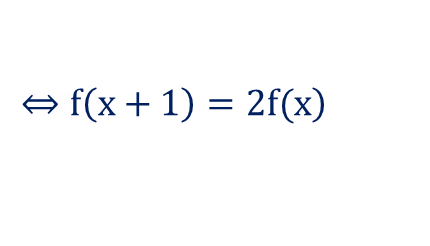 ⇔ f(x + 1) = 2f(x)